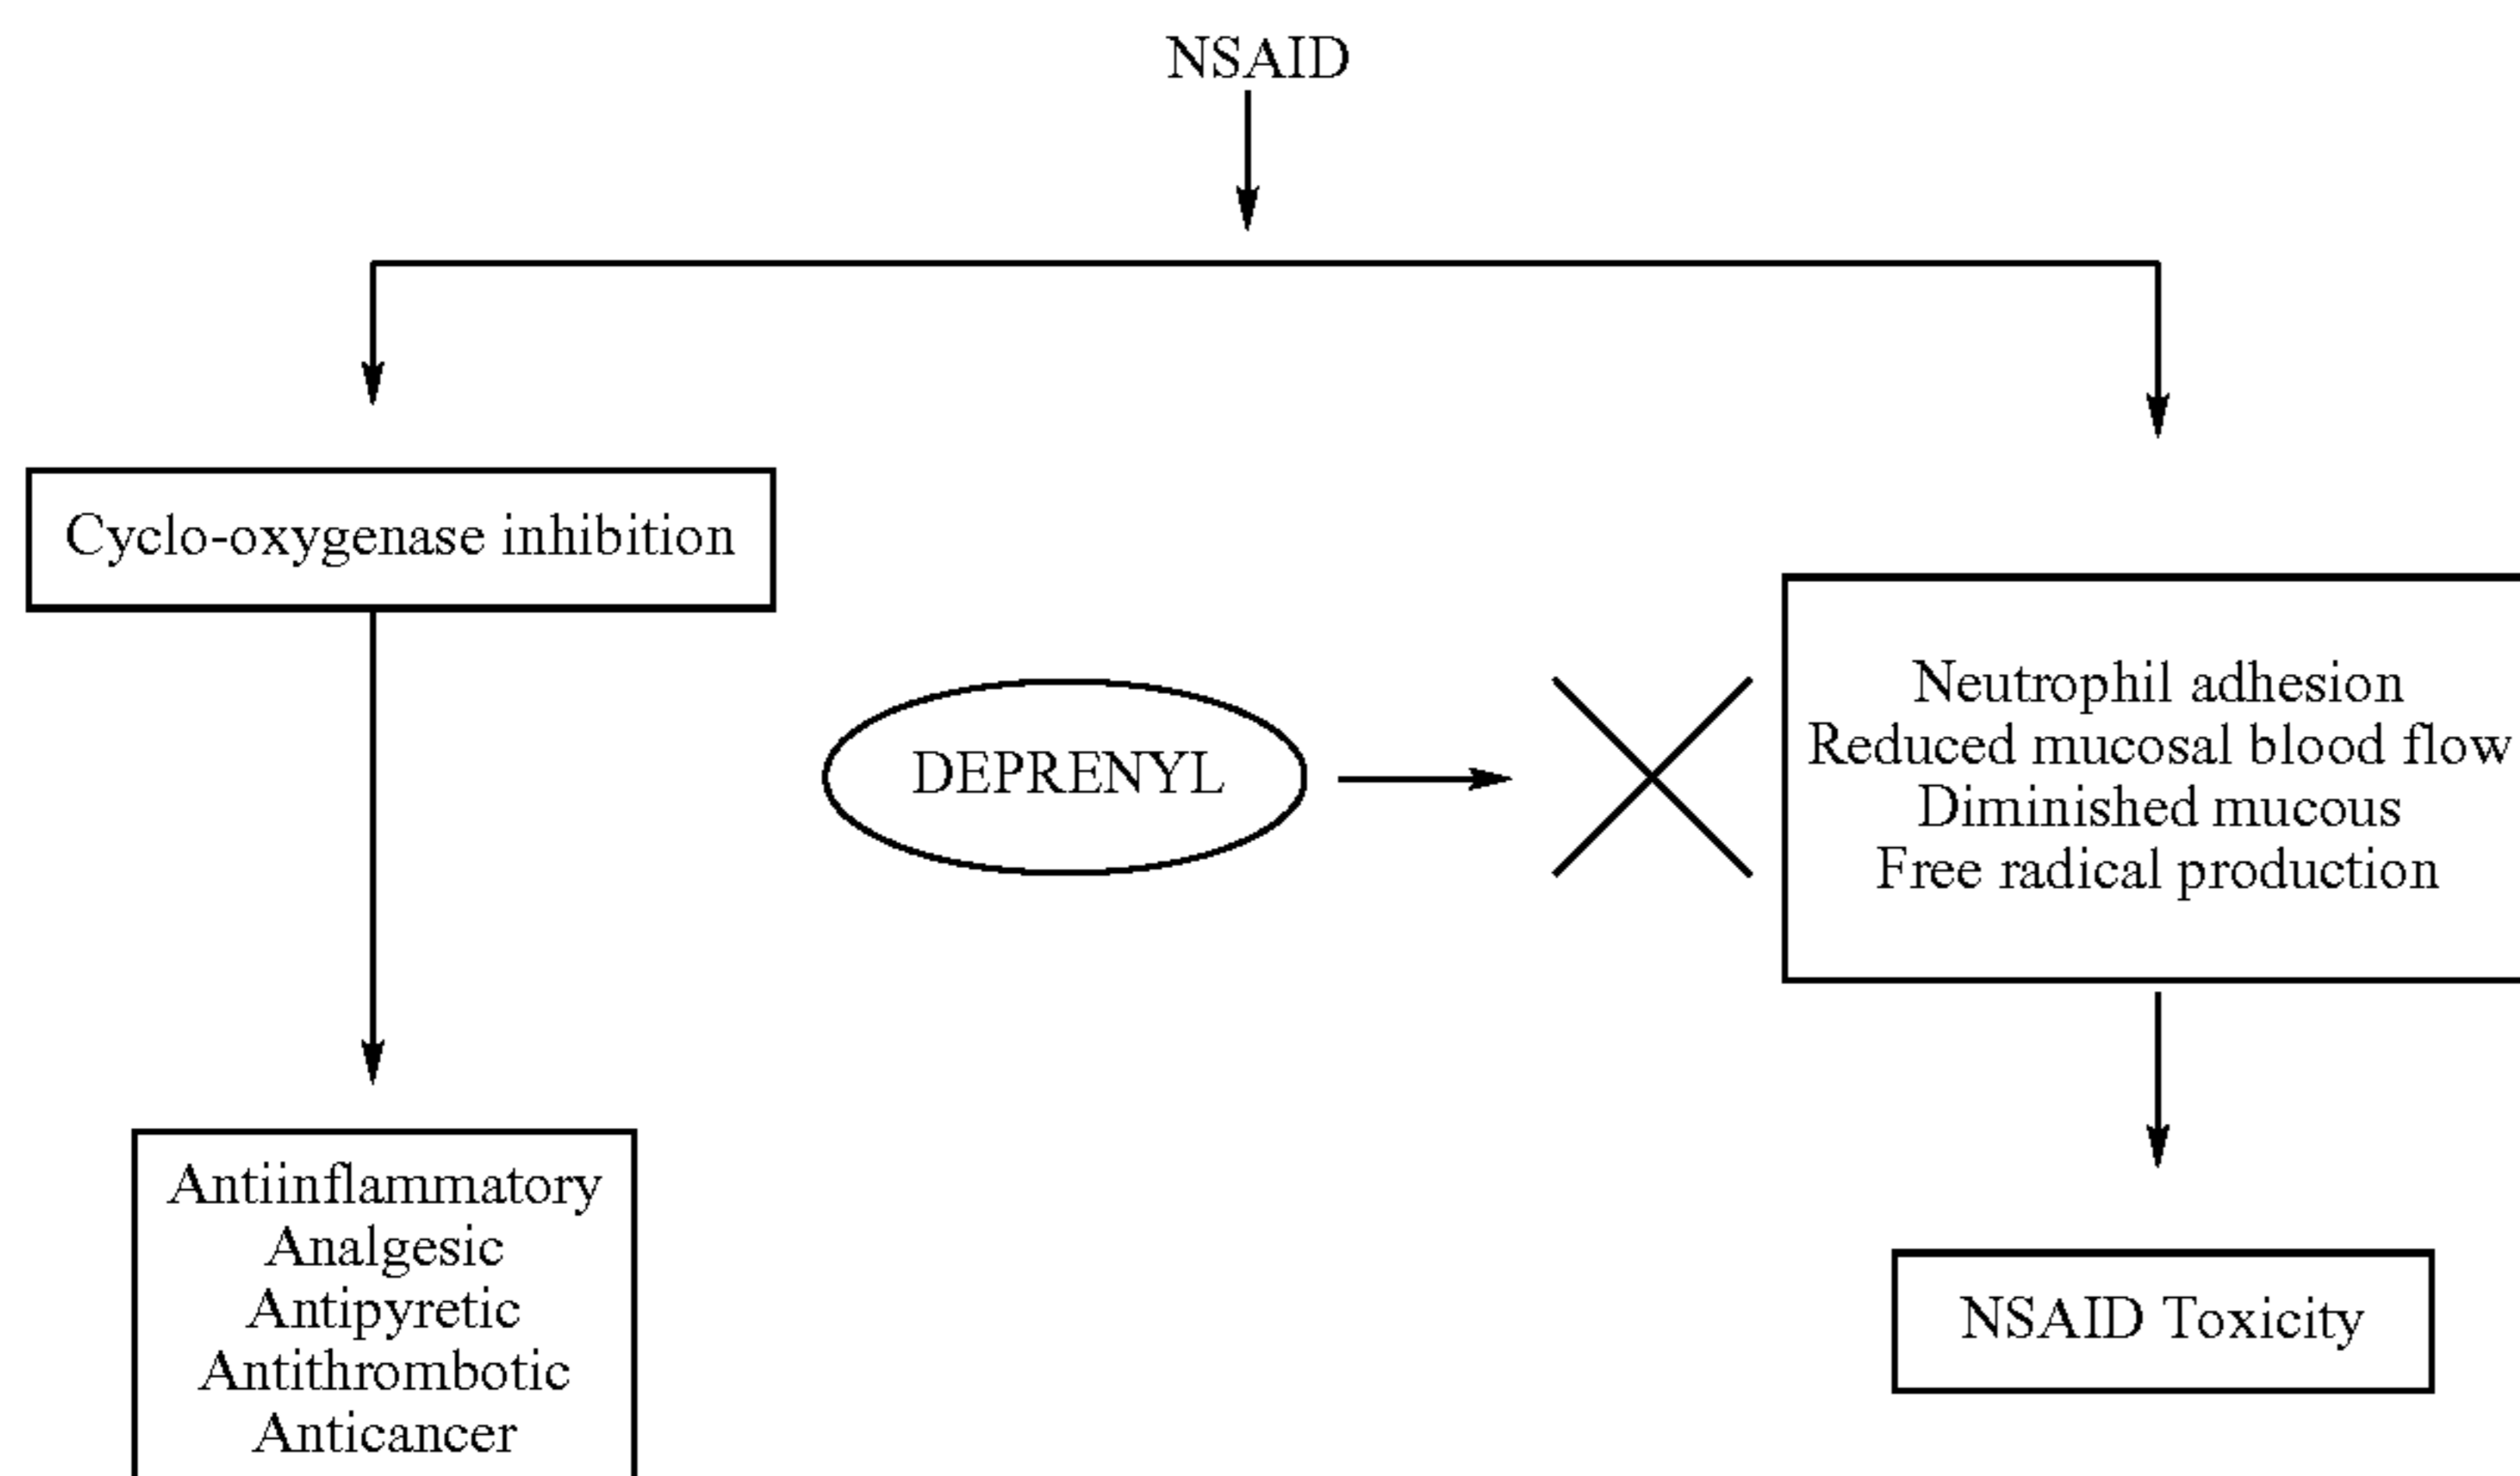 NSAID
Cyclo-oxygenase inhibition
DEPRENYL
Neutrophil adhesion
Reduced mucosal blood flow
Diminished mucous
Free radical production
Antiinflammatory
Analgesic
Antipyretic
Antithrombotic
Anticancer
NSAID Toxicity